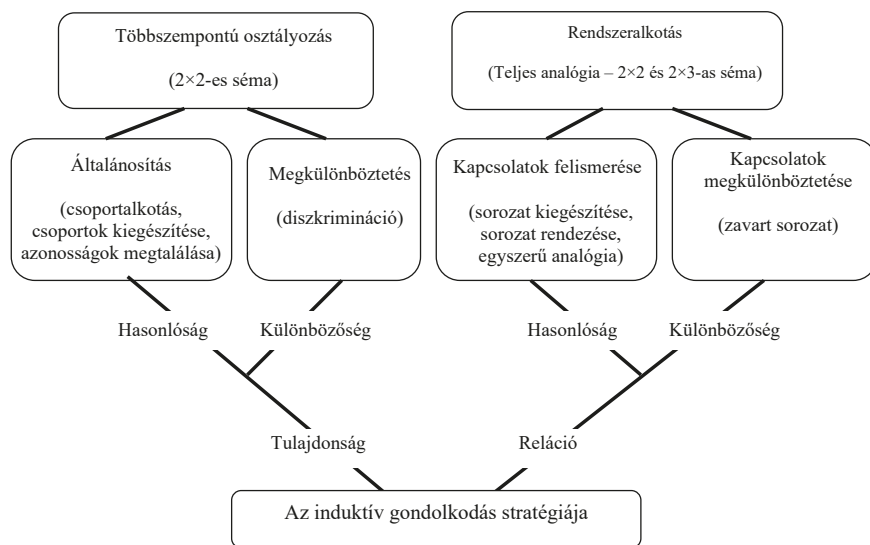 Többszempontú osztályozás
(2×2-es séma)
Rendszeralkotás
(Teljes analógia – 2×2 és 2×3-as séma)
Általánosítás
(csoportalkotás,
csoportok kiegészítése,
azonosságok megtalálása)
Megkülönböztetés
(diszkrimináció)
Kapcsolatok felismerése
(sorozat kiegészítése,
sorozat rendezése,
egyszerű analógia)
Kapcsolatok
megkülönböztetése
(zavart sorozat)
Hasonlóság
Különbözőség
Hasonlóság
Különbözőség
Tulajdonság
Reláció
Az induktív gondolkodás stratégiája